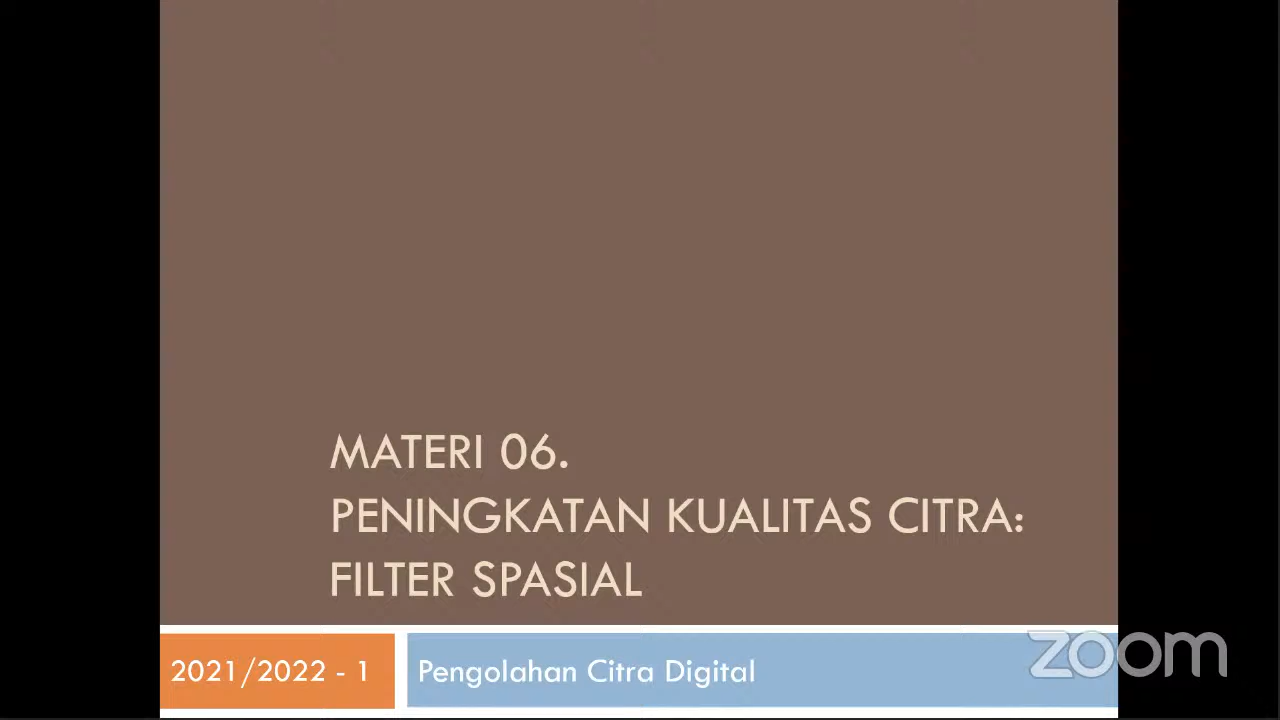 MATERI 06.
PENINGKATAN KUALITAS CITRA:
FILTER SPASIAL
2021/2022 - 1
Pengolahan Citra Digital
zoom